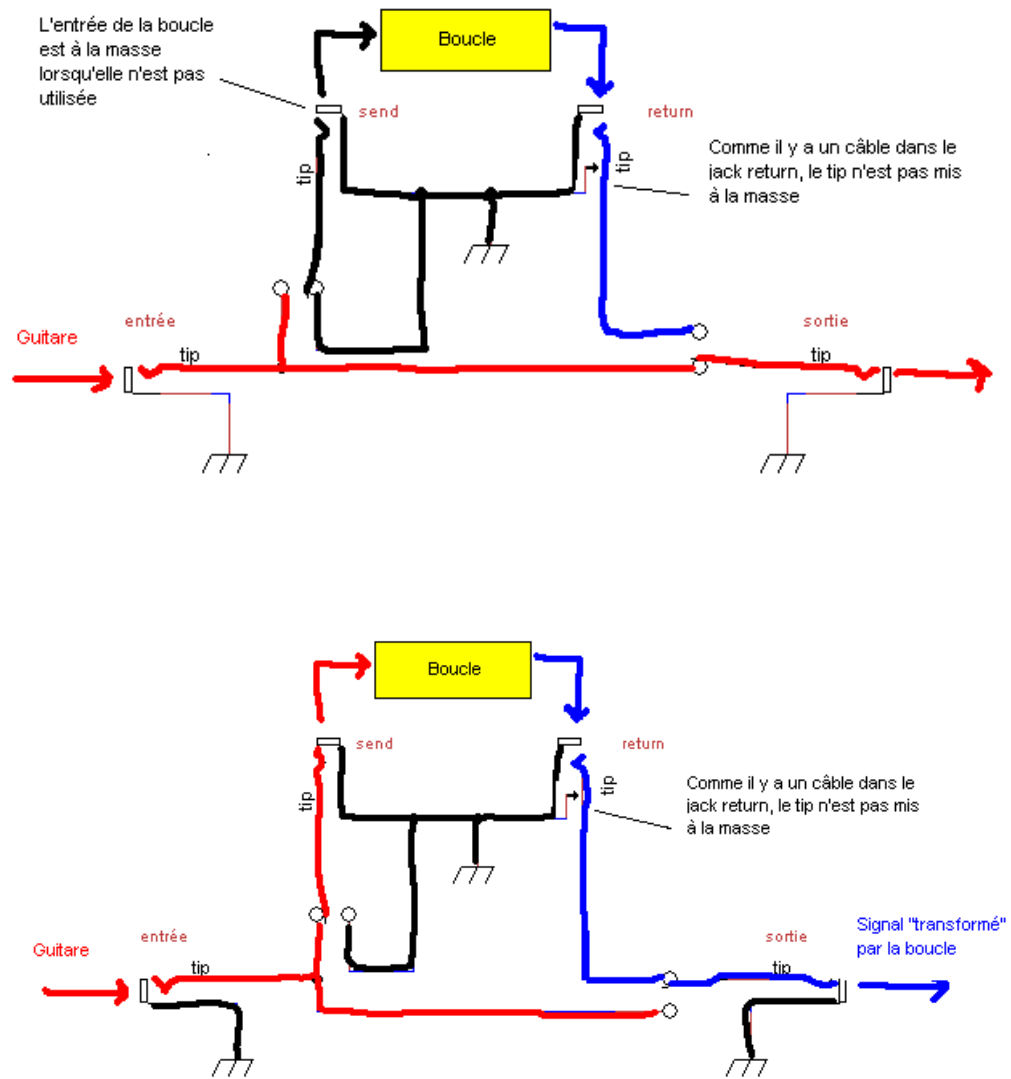 L'entrée de la boucle
est à la masse
lorsqu'elle n'est pas
utilisée
Boucle
send
return
tip
tip
Comme il y a un câble dans le
jack return, le tip n'est pas mis
à la masse
Guitare
entrée
tip
sortie
tip
Boucle
send
return
tip
tip
Comme il y a un câble dans le
jack return, le tip n'est pas mis
à la masse
Guitare
entrée
tip
sortie
tip
Signal "transformé"
par la boucle